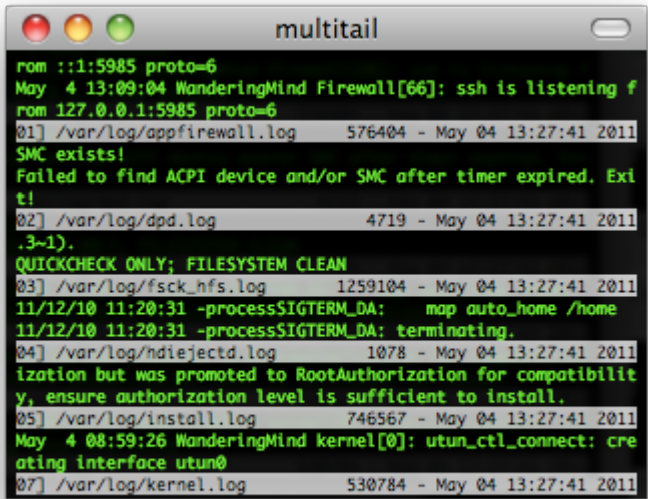 multitail
rom ::1:5985 proto=6
May  4 13:09:04 WanderingMind Firewall[66]: ssh is listening f
rom 127.0.0.1:5985 proto=6
01] /var/log/appfirewall.log 576404 - May 04 13:27:41 2011
SMC exists!
Failed to find ACPI device and/or SMC after timer expired. Exi
t!
02] /var/log/dpd.log 4719 - May 04 13:27:41 2011
.3~1).
QUICKCHECK ONLY; FILESYSTEM CLEAN
03] /var/log/fsck_hfs.log 1259104 - May 04 13:27:41 2011
11/12/10 11:20:31 -processSIGTERM_DA: map auto_home /home
11/12/10 11:20:31 -processSIGTERM_DA: terminating.
04] /var/log/hdiejectd.log 1078 - May 04 13:27:41 2011
ization but was promoted to RootAuthorization for compatibilit
y, ensure authorization level is sufficient to install.
05] /var/log/install.log 746567 - May 04 13:27:41 2011
May  4 08:59:26 WanderingMind kernel[0]: utun_ctl_connect: cre
ating interface utun0
07] /var/log/kernel.log 530784 - May 04 13:27:41 2011